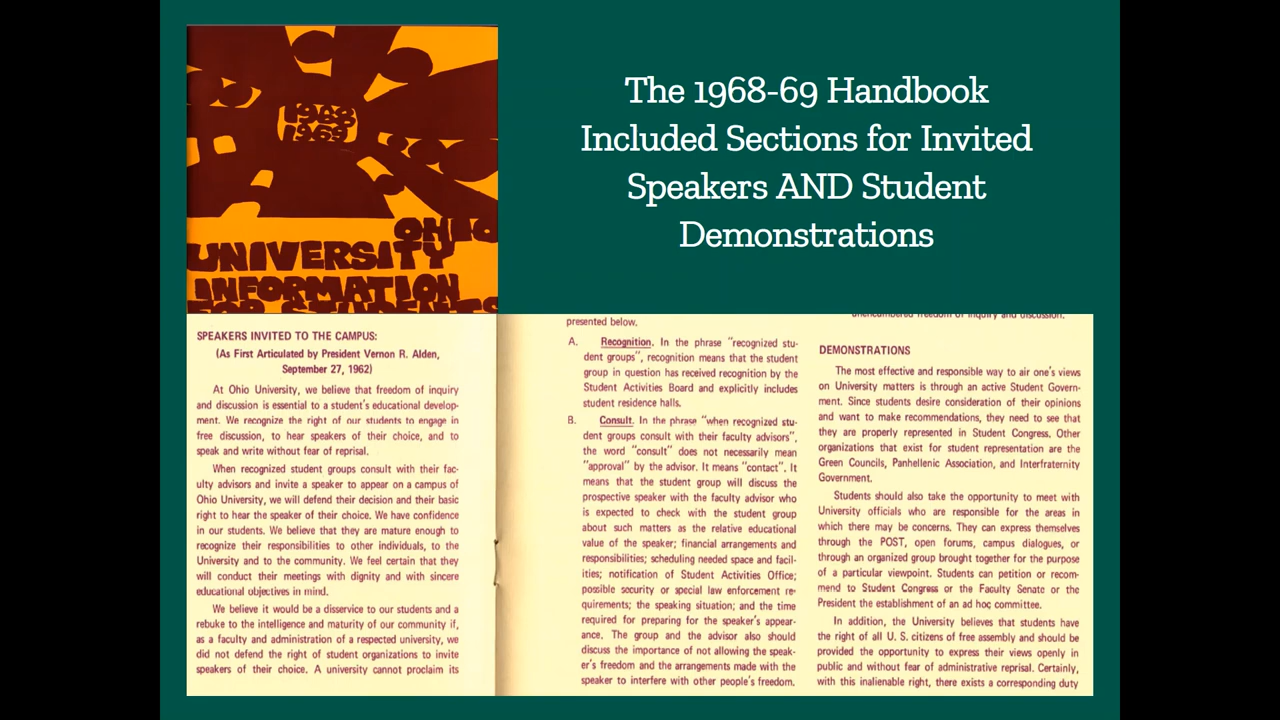 1968
1969
OHIO
UNIVERSITY
INFORMATION
FOR STUDENTS
The 1968-69 Handbook
Included Sections for Invited
Speakers AND Student
Demonstrations
SPEAKERS INVITED TO THE CAMPUS:
(As First Articulated by President Vernon R. Alden,
September 27, 1962)
At Ohio University, we believe that freedom of inquiry
and discussion is essential to a student's educational develop-
ment. We recognize the right of our students to engage in
free discussion, to hear speakers of their choice, and to
speak and write without fear of reprisal.
When recognized student groups consult with their fac-
ulty advisors and invite a speaker to appear on a campus of
Ohio University, we will defend their decision and their basic
right to hear the speaker of their choice. We have confidence
in our students. We believe that they are mature enough to
recognize their responsibilities to other individuals, to the
University and to the community. We feel certain that they
will conduct their meetings with dignity and with sincere
educational objectives in mind.
We believe it would be a disservice to our students and a
rebuke to the intelligence and maturity of our community if,
as a faculty and administration of a respected university, we
did not defend the right of student organizations to invite
speakers of their choice. A university cannot proclaim its
presented below.
A. Recognition. In the phrase "recognized stu-
dent groups", recognition means that the student
group in question has received recognition by the
Student Activities Board and explicitly includes
student residence halls.
B. Consult. In the phrase "when recognized stu-
dent groups consult with their faculty advisors",
the word "consult" does not necessarily mean
"approval" by the advisor. It means "contact". It
means that the student group will discuss the
prospective speaker with the faculty advisor who
is expected to check with the student group
about such matters as the relative educational
value of the speaker; financial arrangements and
responsibilities; scheduling needed space and facil-
ities; notification of Student Activities Office;
possible security or special law enforcement re-
quirements; the speaking situation; and the time
required for preparing for the speaker's appear-
ance. The group and the advisor also should
discuss the importance of not allowing the speak-
er's freedom and the arrangements made with the
speaker to interfere with other people's freedom.
unencumbered freedom of inquiry and discussion.
DEMONSTRATIONS
The most effective and responsible way to air one's views
on University matters is through an active Student Govern-
ment. Since students desire consideration of their opinions
and want to make recommendations, they need to see that
they are properly represented in Student Congress. Other
organizations that exist for student representation are the
Green Councils, Panhellenic Association, and Interfraternity
Government.
Students should also take the opportunity to meet with
University officials who are responsible for the areas in
which there may be concerns. They can express themselves
through the POST, open forums, campus dialogues, or
through an organized group brought together for the purpose
of a particular viewpoint. Students can petition or recom-
mend to Student Congress or the Faculty Senate or the
President the establishment of an ad hoc committee.
In addition, the University believes that students have
the right of all U. S. citizens of free assembly and should be
provided the opportunity to express their views openly in
public and without fear of administrative reprisal. Certainly,
with this inalienable right, there exists a corresponding duty